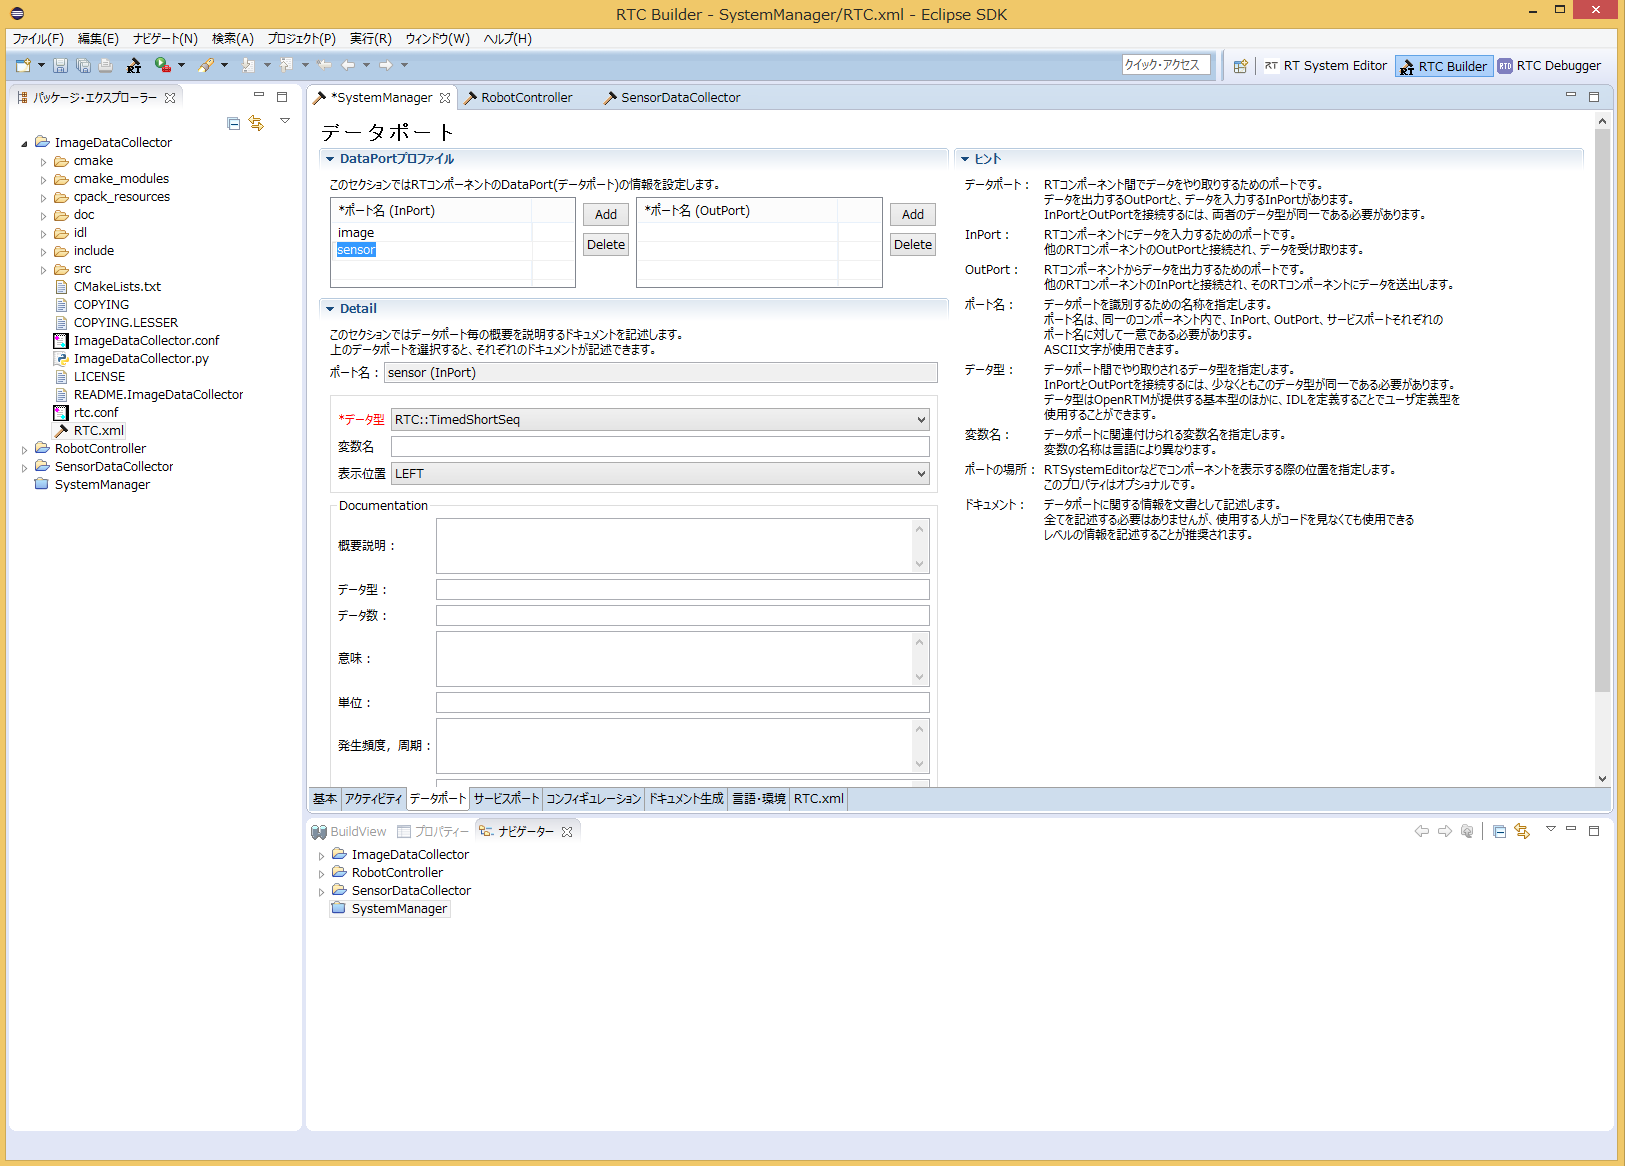 RTC Builder - SystemManager/RTC.xml - Eclipse SDK
ファイル(F) 編集(E) ナビゲート(N) 検索(A) プロジェクト(P) 実行(R) ウィンドウ(W) ヘルプ(H)
クイック・アクセス RT RT System Editor RT RTC Builder RTD RTC Debugger
パッケージ・エクスプローラー
ImageDataCollector
cmake
cmake_modules
cpack_resources
doc
idl
include
src
CMakeLists.txt
COPYING
COPYING.LESSER
ImageDataCollector.conf
ImageDataCollector.py
LICENSE
README.ImageDataCollector
rtc.conf
RTC.xml
RobotController
SensorDataCollector
SystemManager
*SystemManager RobotController SensorDataCollector
データポート
DataPortプロファイル
このセクションではRTコンポーネントのDataPort(データポート)の情報を設定します。
*ポート名 (InPort) Add *ポート名 (OutPort) Add
image
sensor Delete Delete
Detail
このセクションではデータポート毎の概要を説明するドキュメントを記述します。
上のデータポートを選択すると、それぞれのドキュメントが記述できます。
ポート名： sensor (InPort)
*データ型 RTC::TimedShortSeq
変数名
表示位置 LEFT
Documentation
概要説明：
データ型：
データ数：
意味：
単位：
発生頻度，周期：
ヒント
データポート： RTコンポーネント間でデータをやり取りするためのポートです。
データを出力するOutPortと、データを入力するInPortがあります。
InPortとOutPortを接続するには、両者のデータ型が同一である必要があります。
InPort： RTコンポーネントにデータを入力するためのポートです。
他のRTコンポーネントのOutPortと接続され、データを受け取ります。
OutPort： RTコンポーネントからデータを出力するためのポートです。
他のRTコンポーネントのInPortと接続され、そのRTコンポーネントにデータを送出します。
ポート名： データポートを識別するための名称を指定します。
ポート名は、同一のコンポーネント内で、InPort、OutPort、サービスポートそれぞれの
ポート名に対して一意である必要があります。
ASCII文字が使用できます。
データ型： データポート間でやり取りされるデータ型を指定します。
InPortとOutPortを接続するには、少なくともこのデータ型が同一である必要があります。
データ型はOpenRTMが提供する基本型のほかに、IDLを定義することでユーザ定義型を
使用することができます。
変数名： データポートに関連付けられる変数名を指定します。
変数の名称は言語により異なります。
ポートの場所： RTSystemEditorなどでコンポーネントを表示する際の位置を指定します。
このプロパティはオプショナルです。
ドキュメント： データポートに関する情報を文書として記述します。
全てを記述する必要はありませんが、使用する人がコードを見なくても使用できる
レベルの情報を記述することが推奨されます。
基本 アクティビティ データポート サービスポート コンフィギュレーション ドキュメント生成 言語・環境 RTC.xml
BuildView プロパティー ナビゲーター
ImageDataCollector
RobotController
SensorDataCollector
SystemManager